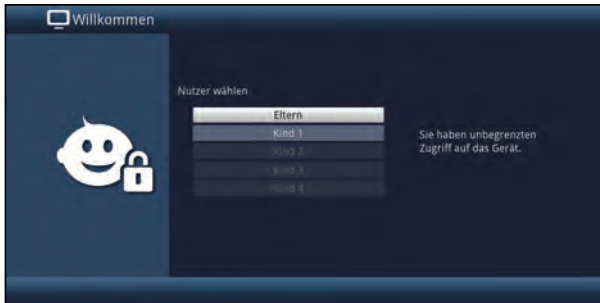 Willkommen
Nutzer wählen
Eltern
Kind 1
Kind 2
Kind 3
Kind 4
Sie haben unbegrenzten
Zugriff auf das Gerät.